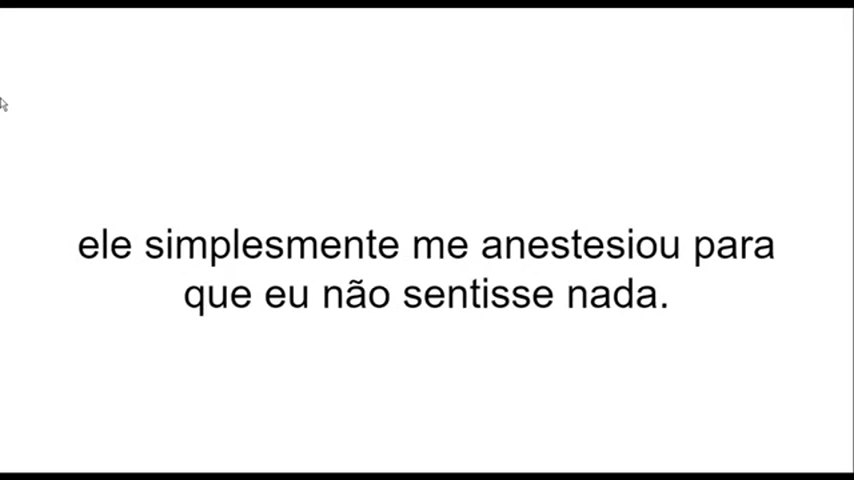 ele simplesmente me anestesiou para
que eu não sentisse nada.